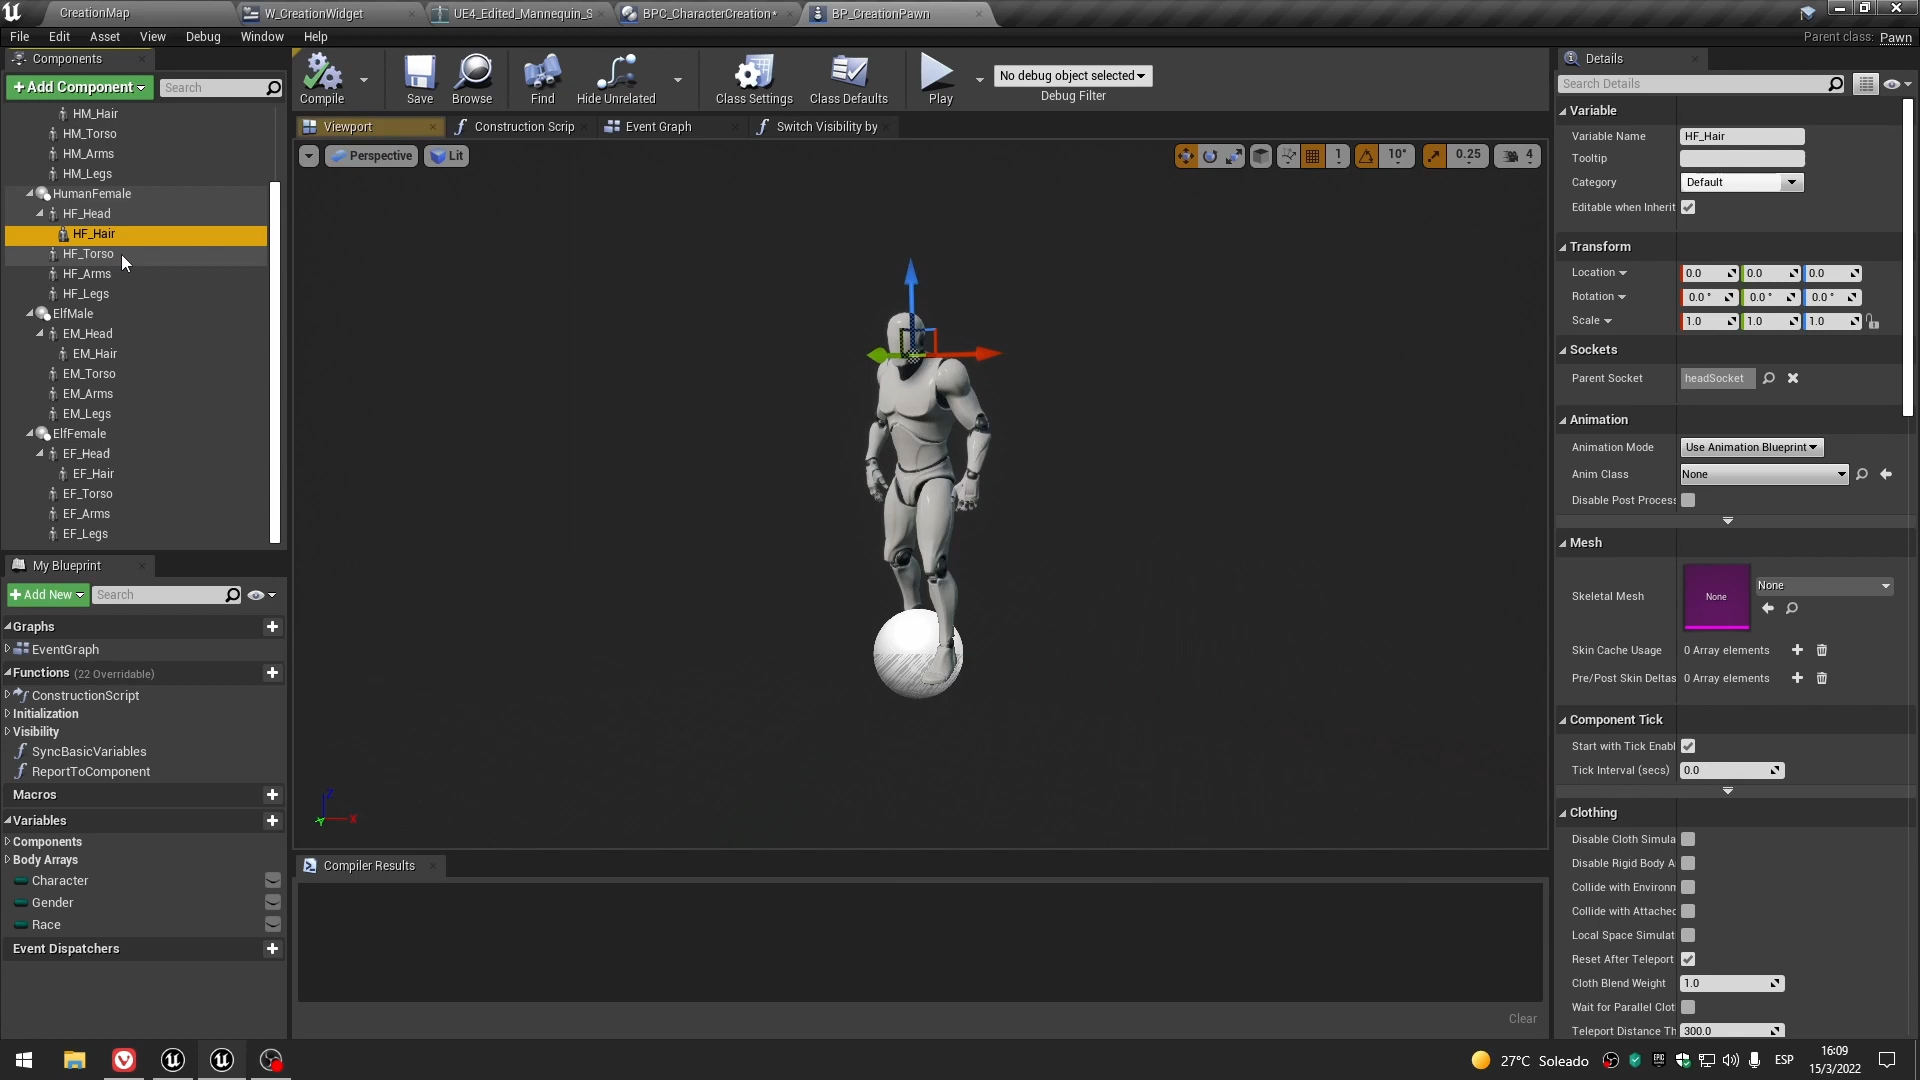 CreationMap
W_CreationWidget
UE4_Edited_Mannequin_S
BPC_CharacterCreation*
BP_CreationPawn
File
Edit
Asset
View
Debug
Window
Help
Parent class: Pawn
Components
+Add Component
Search
HM_Hair
HM_Torso
HM_Arms
HM_Legs
HumanFemale
HF_Head
HF_Hair
HF_Torso
HF_Arms
HF_Legs
ElfMale
EM_Head
EM_Hair
EM_Torso
EM_Arms
EM_Legs
ElfFemale
EF_Head
EF_Hair
EF_Torso
EF_Arms
EF_Legs
My Blueprint
+Add New
Search
Graphs
EventGraph
Functions (22 Overridable)
ConstructionScript
Initialization
Visibility
SyncBasicVariables
ReportToComponent
Macros
Variables
Components
Body Arrays
Character
Gender
Race
Event Dispatchers
Compile
Save
Browse
Find
Hide Unrelated
Class Settings
Class Defaults
Play
No debug object selected
Debug Filter
Viewport
Construction Scrip
Event Graph
Switch Visibility by
Perspective
Lit
1
10°
0.25
4
Z
X
Compiler Results
Clear
Details
Search Details
Variable
Variable Name
HF_Hair
Tooltip
Category
Default
Editable when Inherit
Transform
Location
0.0
0.0
0.0
Rotation
0.0 °
0.0 °
0.0 °
Scale
1.0
1.0
1.0
Sockets
Parent Socket
headSocket
Animation
Animation Mode
Use Animation Blueprint
Anim Class
None
Disable Post Proces
Mesh
Skeletal Mesh
None
None
Skin Cache Usage
0 Array elements
Pre/Post Skin Deltas
0 Array elements
Component Tick
Start with Tick Enabl
Tick Interval (secs)
0.0
Clothing
Disable Cloth Simula
Disable Rigid Body A
Collide with Environm
Collide with Attached
Local Space Simulat
Reset After Teleport
Cloth Blend Weight
1.0
Wait for Parallel Clot
Teleport Distance Th
300.0
27°C Soleado
ESP
16:09
15/3/2022